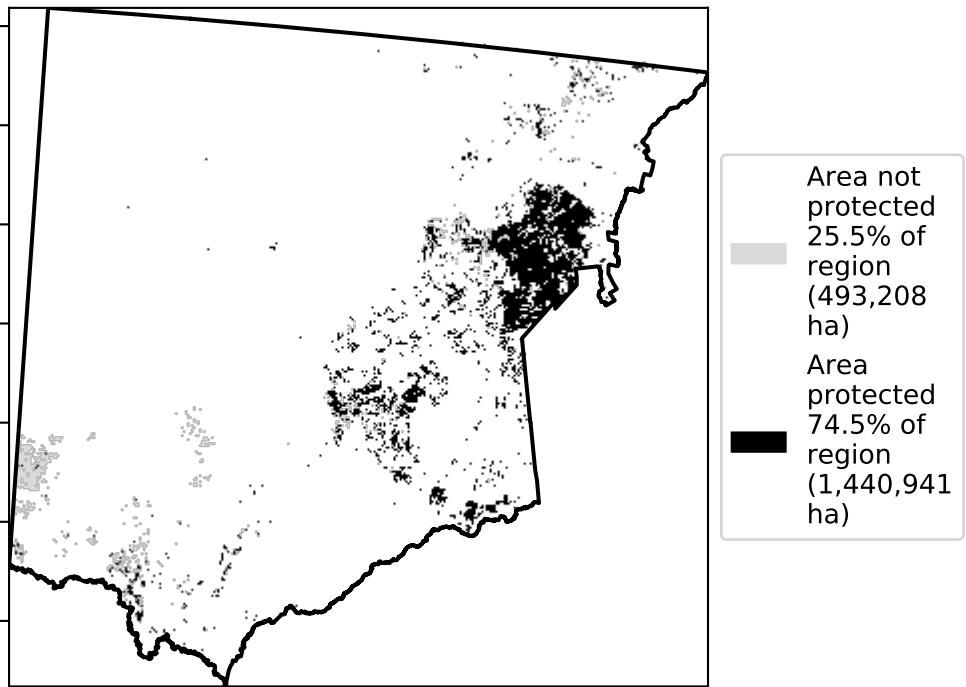 Area not
protected
25.5% of
region
(493,208
ha)
Area
protected
74.5% of
region
(1,440,941
ha)